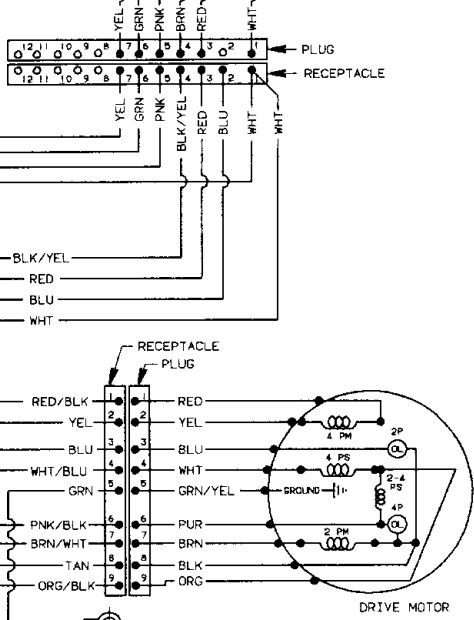 YEL GRN PNK BRN RED WHT
12 11 10 9 8 7 6 5 4 3 2 1
PLUG
12 11 10 9 8 7 6 5 4 3 2 1
RECEPTACLE
YEL GRN PNK BLK/YEL RED BLU WHT WHT
BLK/YEL
RED
BLU
WHT
RECEPTACLE
PLUG
RED/BLK 1 1 RED
YEL 2 2 YEL
4 PM
2P
BLU 3 3 BLU
OL
4 PS
WHT/BLU 4 4 WHT
2-4
PS
GRN 5 5 GRN/YEL GROUND
4P
PNK/BLK 6 6 PUR
OL
2 PM
BRN/WHT 7 7 BRN
TAN 8 8 BLK
ORG/BLK 9 9 ORG
DRIVE MOTOR